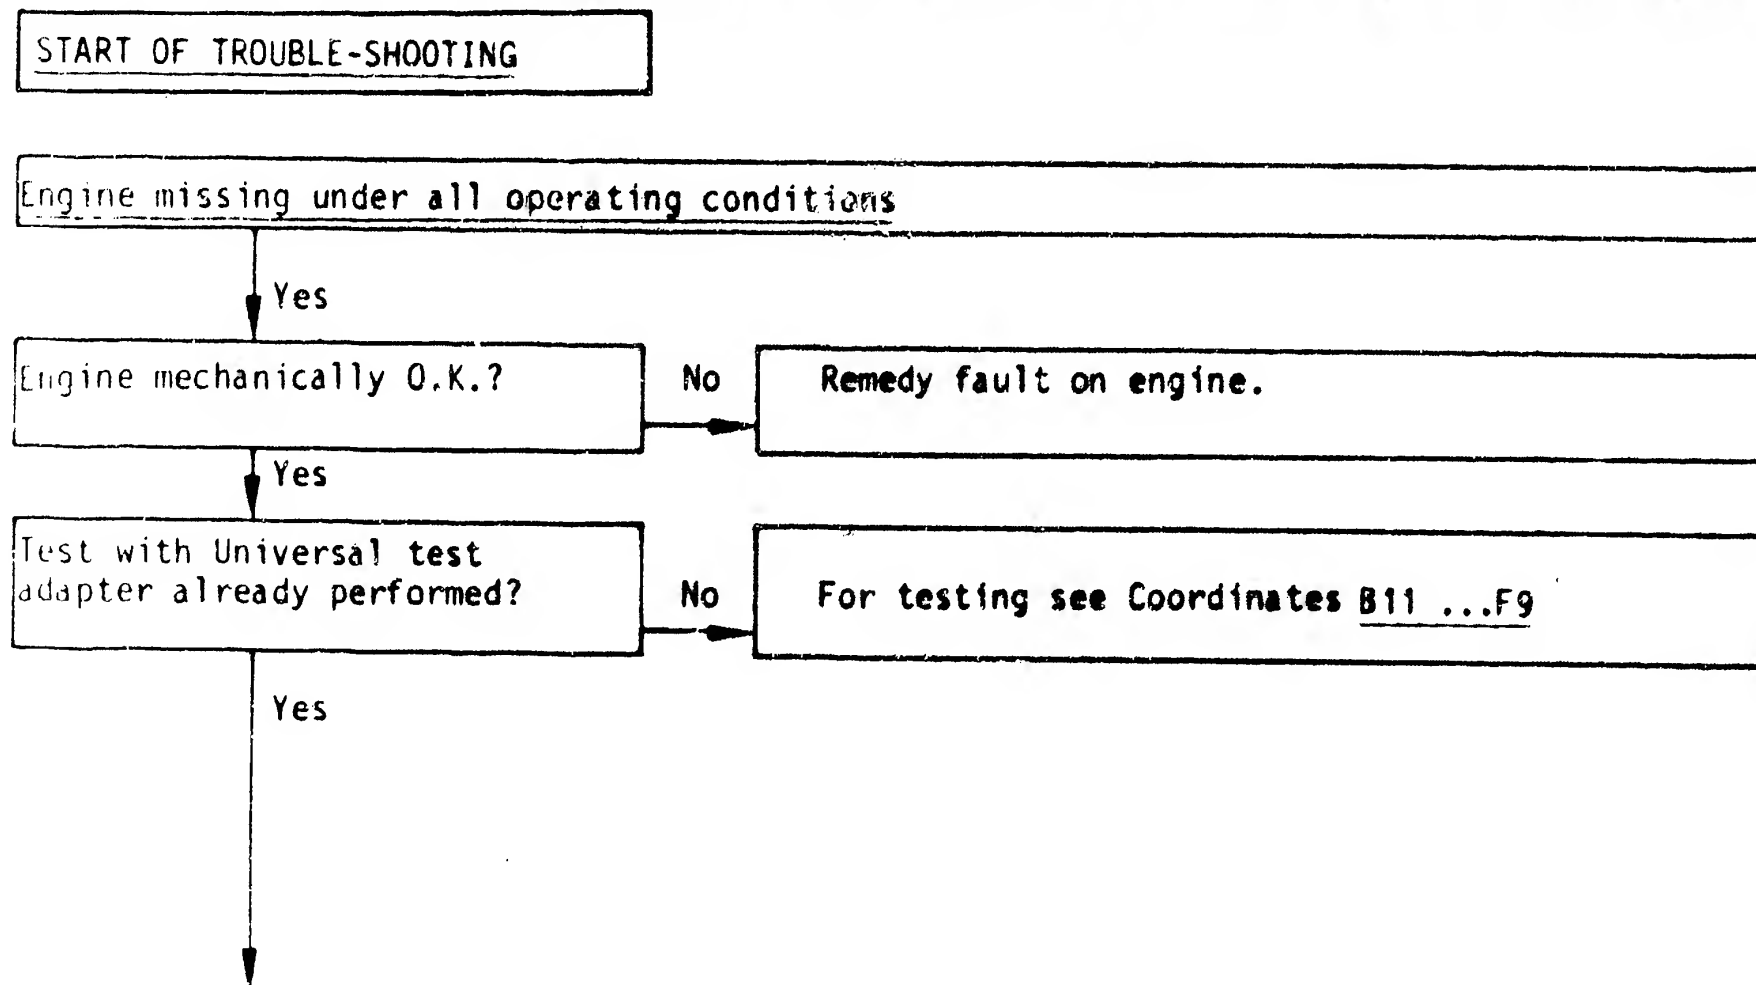 START OF TROUBLE-SHOOTING
Engine missing under all operating conditions
Yes
Engine mechanically O.K.?
No
Remedy fault on engine.
Yes
Test with Universal test
adapter already performed?
No
For testing see Coordinates B11 ...F9
Yes